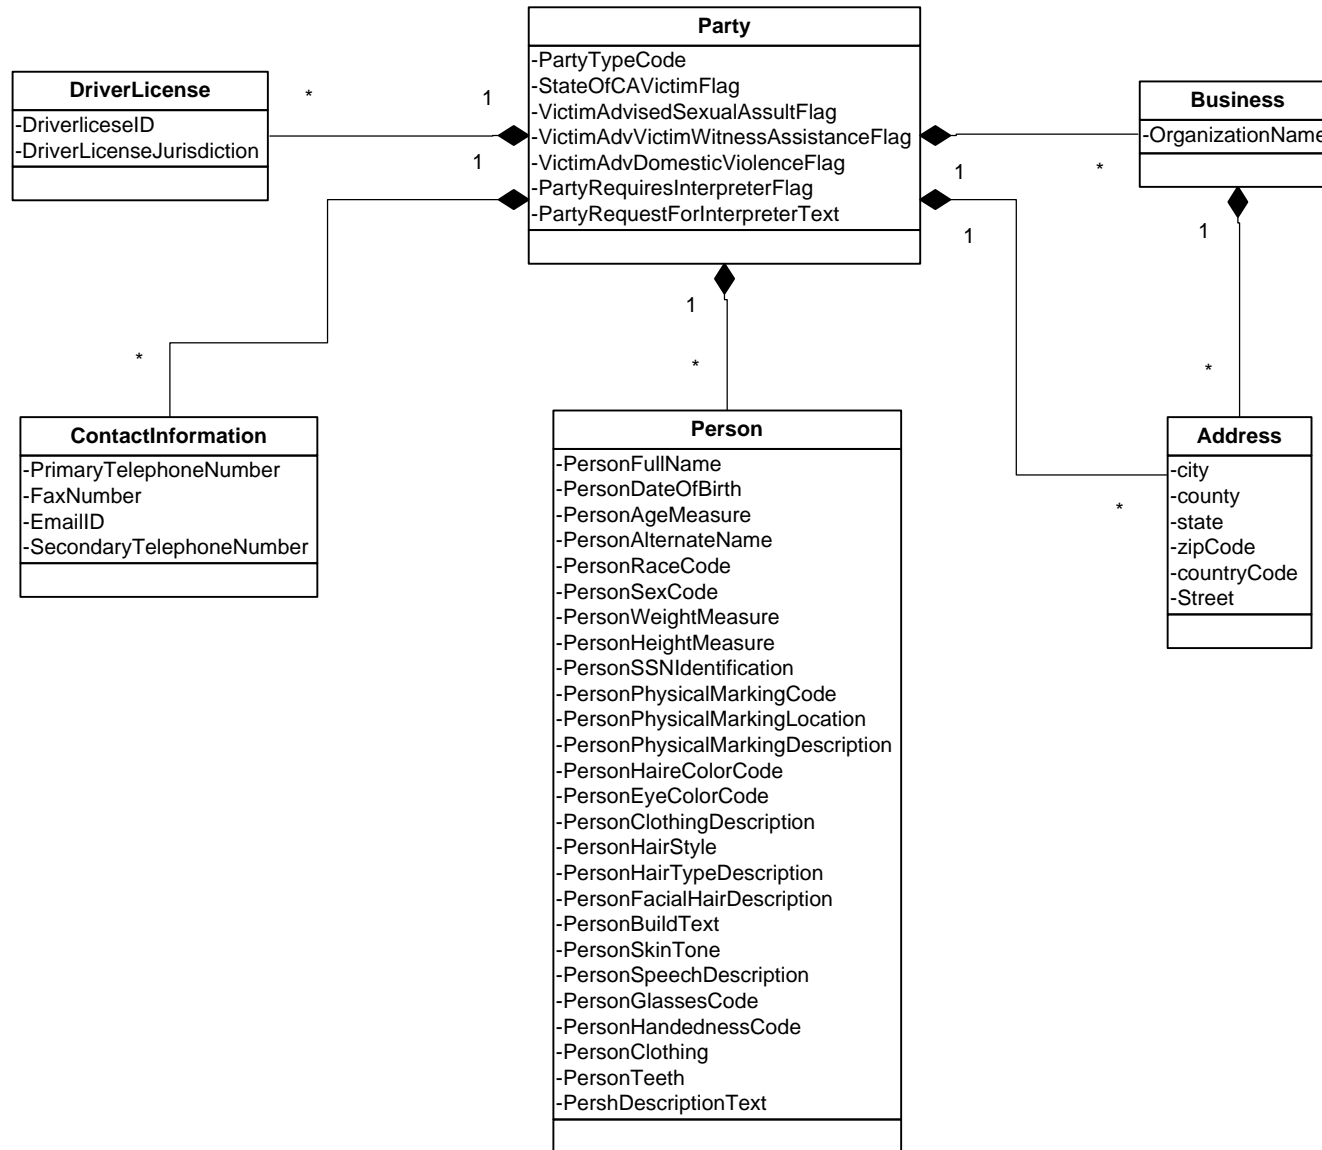 Party
-PartyTypeCode
-StateOfCAVictimFlag
-VictimAdvisedSexualAssultFlag
-VictimAdvVictimWitnessAssistanceFlag
-VictimAdvDomesticViolenceFlag
-PartyRequiresInterpreterFlag
-PartyRequestForInterpreterText
DriverLicense
-DriverliceseID
-DriverLicenseJurisdiction
*
1
1
Business
-OrganizationName
1
*
1
1
1
*
*
*
*
ContactInformation
-PrimaryTelephoneNumber
-FaxNumber
-EmailID
-SecondaryTelephoneNumber
Person
-PersonFullName
-PersonDateOfBirth
-PersonAgeMeasure
-PersonAlternateName
-PersonRaceCode
-PersonSexCode
-PersonWeightMeasure
-PersonHeightMeasure
-PersonSSNIdentification
-PersonPhysicalMarkingCode
-PersonPhysicalMarkingLocation
-PersonPhysicalMarkingDescription
-PersonHaireColorCode
-PersonEyeColorCode
-PersonClothingDescription
-PersonHairStyle
-PersonHairTypeDescription
-PersonFacialHairDescription
-PersonBuildText
-PersonSkinTone
-PersonSpeechDescription
-PersonGlassesCode
-PersonHandednessCode
-PersonClothing
-PersonTeeth
-PershDescriptionText
Address
-city
-county
-state
-zipCode
-countryCode
-Street